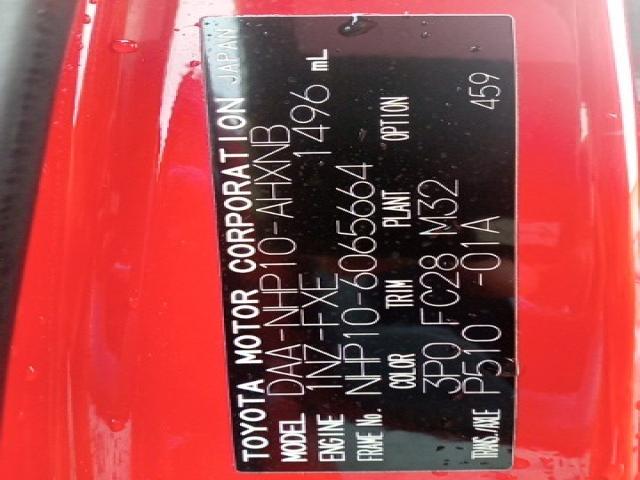 TOYOTA MOTOR CORPORATION JAPAN
MODEL DAA-NHP10-AHXNB
ENGINE 1NZ-FXE 1496 mL
FRAME No. NHP10-6065664
COLOR TRIM PLANT OPTION
3P0 FC28 M32
TRANS./AXLE P510 -01A 459